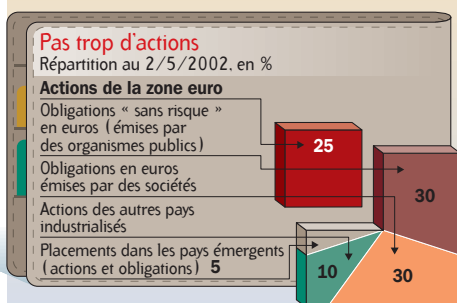 Pas trop d'actions
Répartition au 2/5/2002, en %
Actions de la zone euro
Obligations « sans risque »
en euros (émises par
des organismes publics)
25
Obligations en euros
émises par des sociétés
30
Actions des autres pays
industrialisés
Placements dans les pays émergents
(actions et obligations) 5
10
30